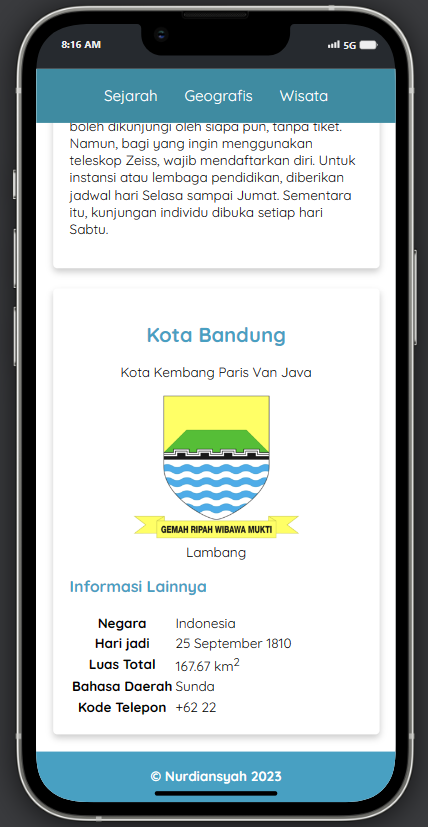 8:16 AM 5G
Sejarah Geografis Wisata
boleh dikunjungi oleh siapa pun, tanpa tiket.
Namun, bagi yang ingin menggunakan
teleskop Zeiss, wajib mendaftarkan diri. Untuk
instansi atau lembaga pendidikan, diberikan
jadwal hari Selasa sampai Jumat. Sementara
itu, kunjungan individu dibuka setiap hari
Sabtu.
Kota Bandung
Kota Kembang Paris Van Java
GEMAH RIPAH WIBAWA MUKTI
Lambang
Informasi Lainnya
Negara Indonesia
Hari jadi 25 September 1810
Luas Total 167.67 km²
Bahasa Daerah Sunda
Kode Telepon +62 22
© Nurdiansyah 2023